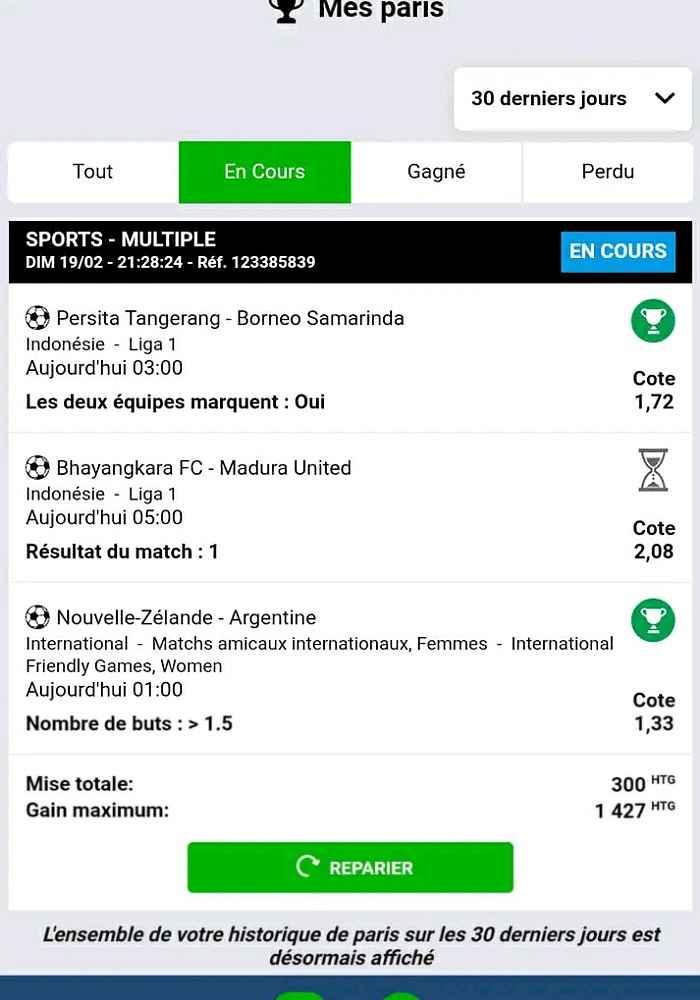 Mes paris
30 derniers jours
Tout
En Cours
Gagné
Perdu
SPORTS - MULTIPLE
DIM 19/02 - 21:28:24 - Réf. 123385839
EN COURS
Persita Tangerang - Borneo Samarinda
Indonésie - Liga 1
Aujourd'hui 03:00
Cote
Les deux équipes marquent : Oui
1,72
Bhayangkara FC - Madura United
Indonésie - Liga 1
Aujourd'hui 05:00
Cote
Résultat du match : 1
2,08
Nouvelle-Zélande - Argentine
International - Matchs amicaux internationaux, Femmes - International
Friendly Games, Women
Aujourd'hui 01:00
Cote
Nombre de buts : > 1.5
1,33
Mise totale:
300 HTG
Gain maximum:
1 427 HTG
REPARIER
L'ensemble de votre historique de paris sur les 30 derniers jours est
désormais affiché